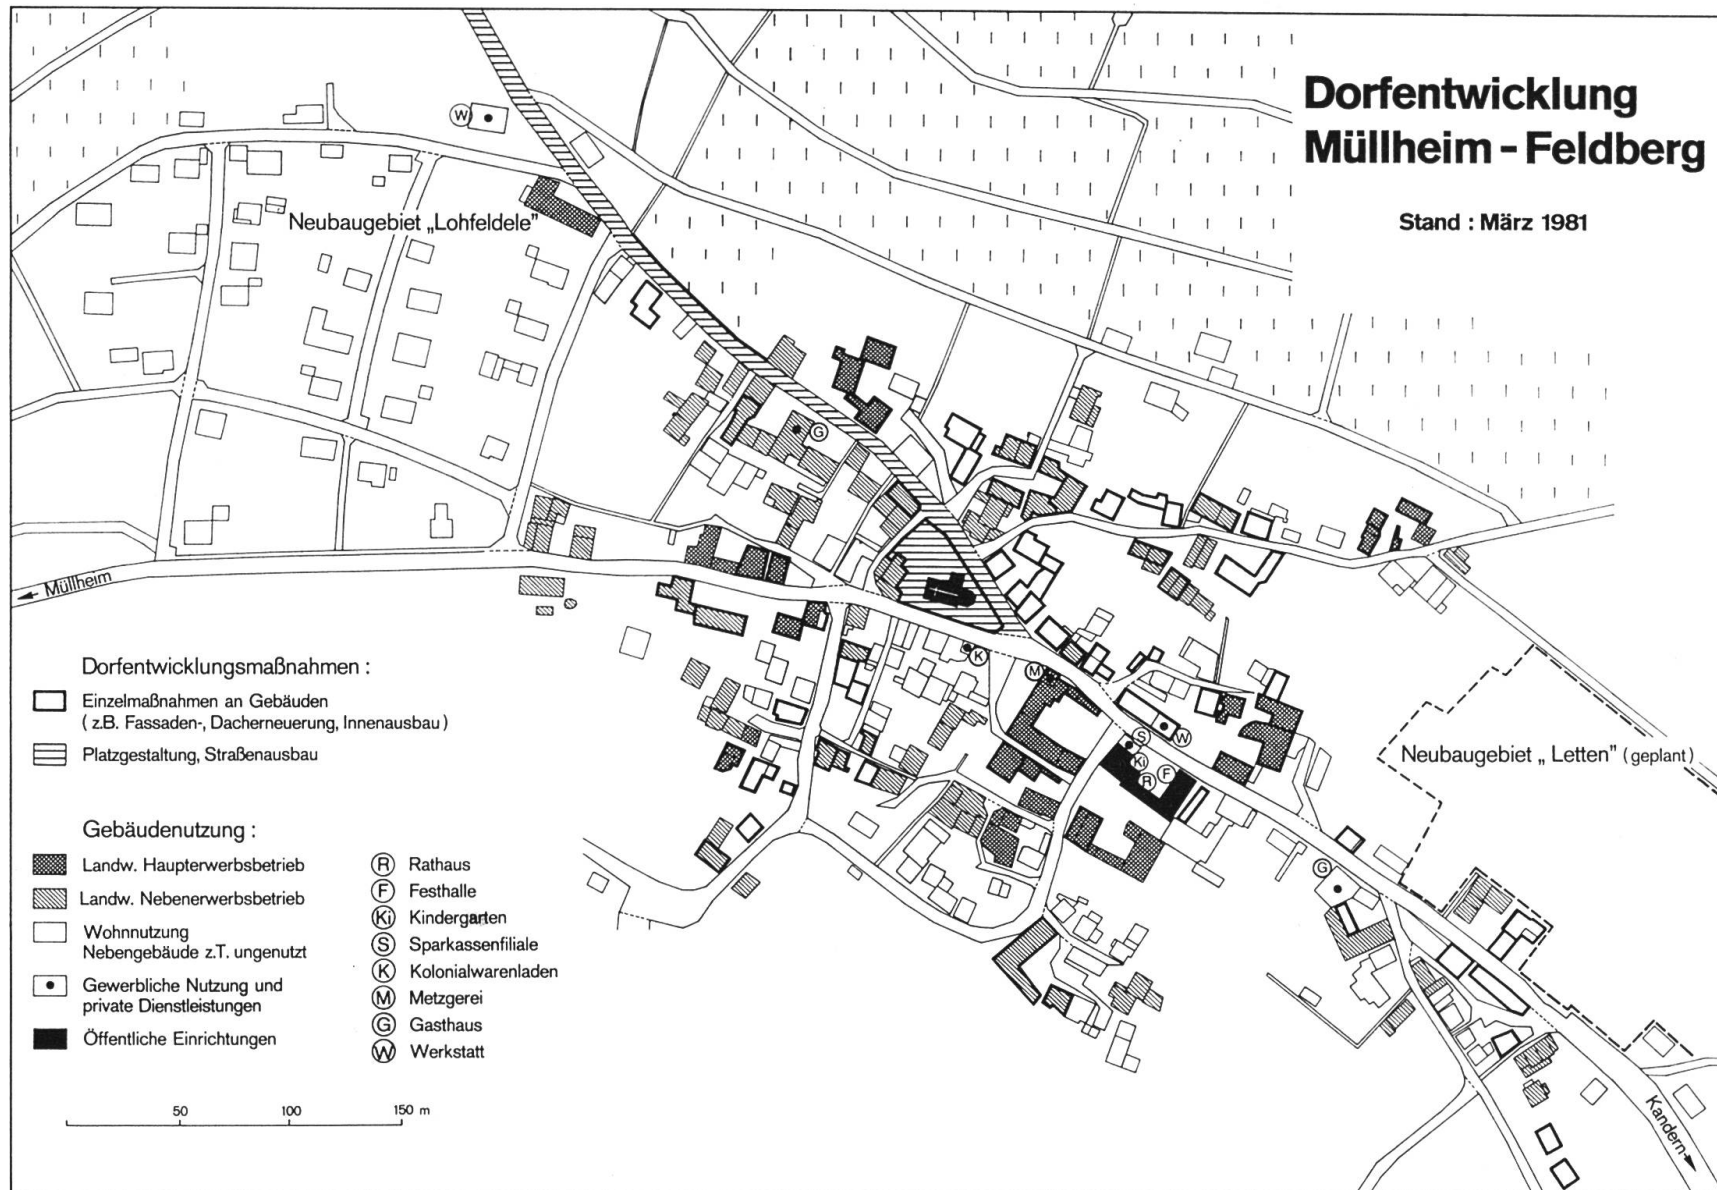 Dorfentwicklung
Müllheim - Feldberg
Stand : März 1981
Neubaugebiet „Lohfeldele”
W
G
Müllheim
K
M
S
W
Ki
F
R
Neubaugebiet „Letten” (geplant)
G
Kandern
Dorfentwicklungsmaßnahmen :
Einzelmaßnahmen an Gebäuden
( z.B. Fassaden-, Dacherneuerung, Innenausbau )
Platzgestaltung, Straßenausbau
Gebäudenutzung :
Landw. Haupterwerbsbetrieb
Landw. Nebenerwerbsbetrieb
Wohnnutzung
Nebengebäude z.T. ungenutzt
Gewerbliche Nutzung und
private Dienstleistungen
Öffentliche Einrichtungen
R Rathaus
F Festhalle
Ki Kindergarten
S Sparkassenfiliale
K Kolonialwarenladen
M Metzgerei
G Gasthaus
W Werkstatt
50 100 150 m